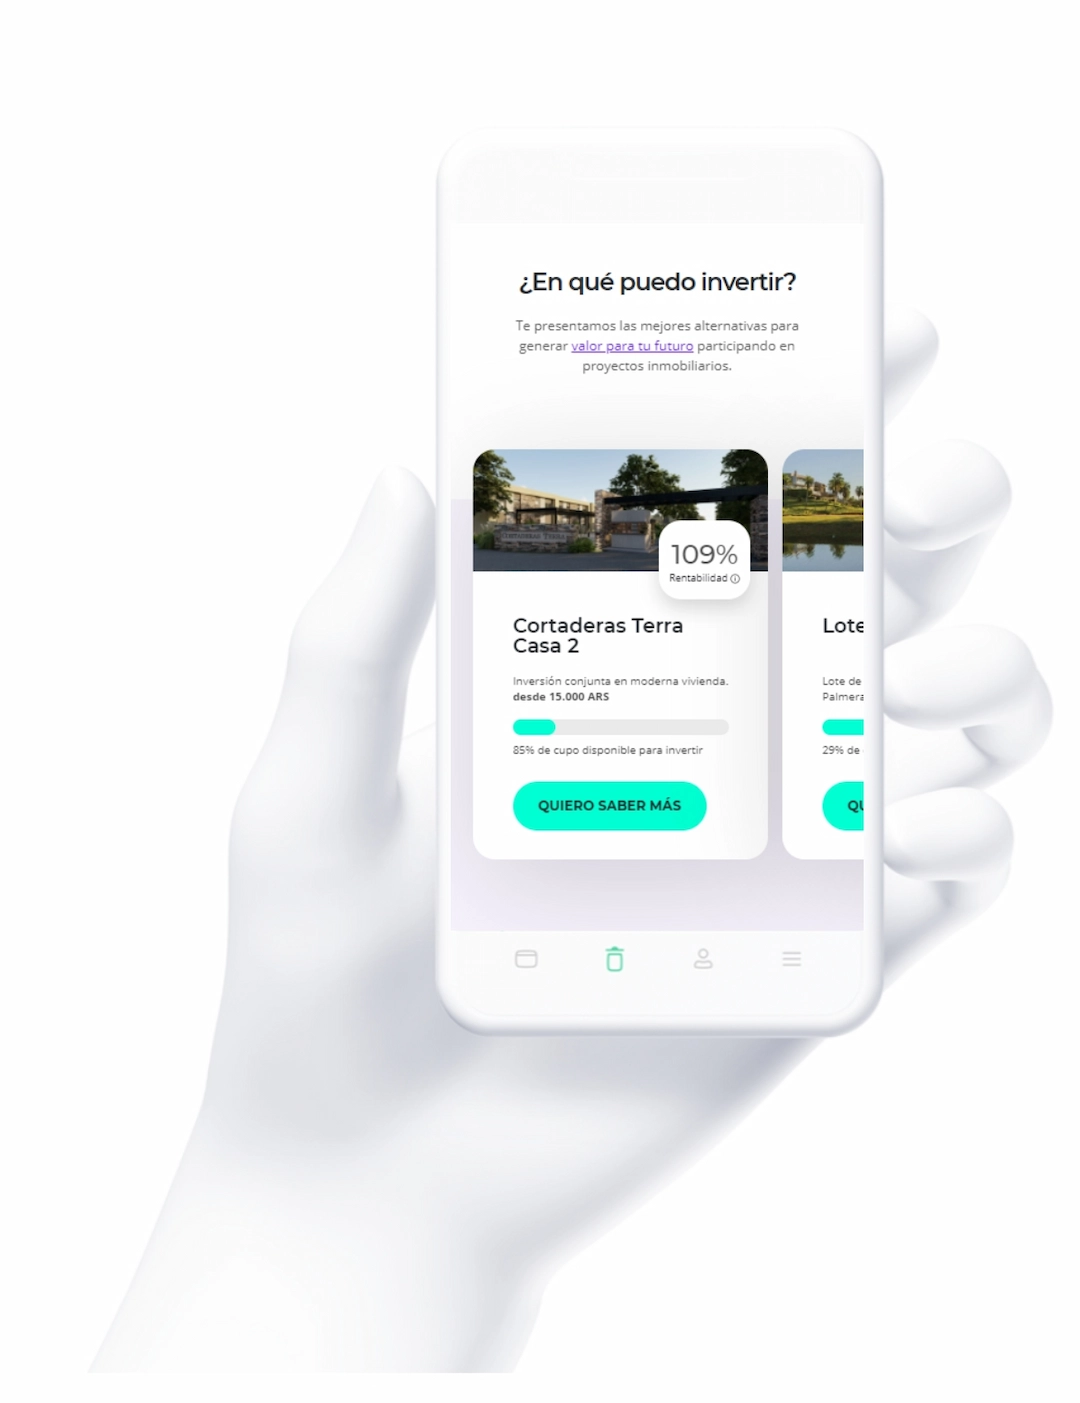 ¿En qué puedo invertir?
Te presentamos las mejores alternativas para
generar valor para tu futuro participando en
proyectos inmobiliarios.
CORTADERAS TERRA
109%
Rentabilidad
Cortaderas Terra
Casa 2
Inversión conjunta en moderna vivienda.
desde 15.000 ARS
85% de cupo disponible para invertir
QUIERO SABER MÁS
Lote
Lote de
Palmera
29% de
QU